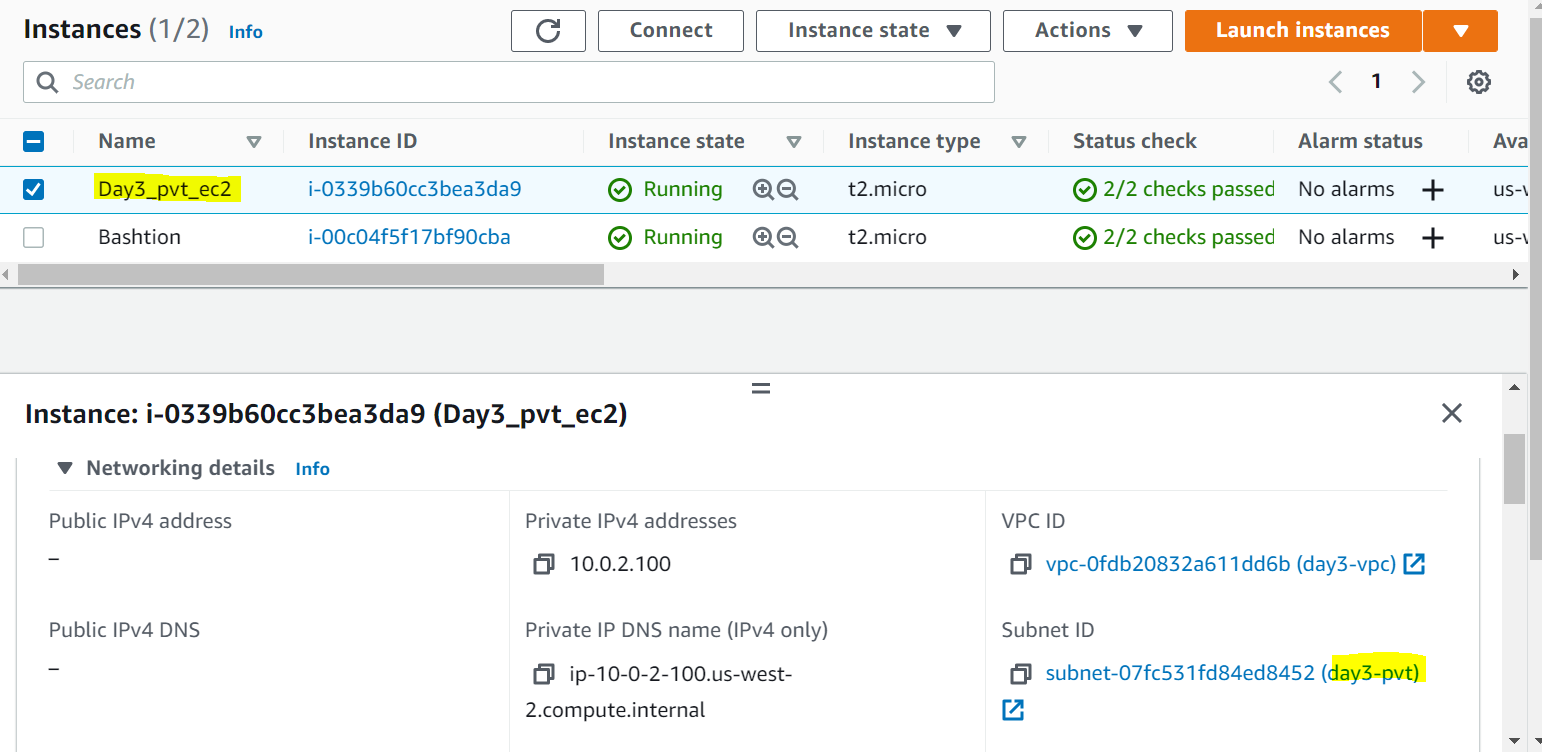 Instances (1/2) Info Connect Instance state Actions Launch instances
Search 1
Name Instance ID Instance state Instance type Status check Alarm status Ava
Day3_pvt_ec2 i-0339b60cc3bea3da9 Running t2.micro 2/2 checks passed No alarms + us-
Bashtion i-00c04f5f17bf90cba Running t2.micro 2/2 checks passed No alarms + us-
Instance: i-0339b60cc3bea3da9 (Day3_pvt_ec2)
Networking details Info
Public IPv4 address Private IPv4 addresses VPC ID
– 10.0.2.100 vpc-0fdb20832a611dd6b (day3-vpc)
Public IPv4 DNS Private IP DNS name (IPv4 only) Subnet ID
– ip-10-0-2-100.us-west- subnet-07fc531fd84ed8452 (day3-pvt)
2.compute.internal